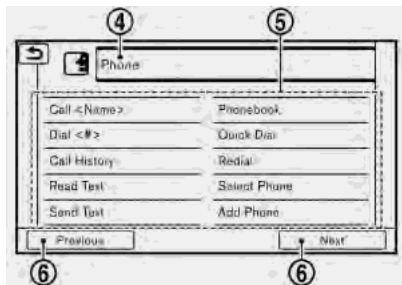 ④ ⑤
Phone
Call <Name> Phonebook
Dial <#> Quick Dial
Call History Redial
Read Text Select Phone
Send Text Add Phone
Previous Next
⑥ ⑥